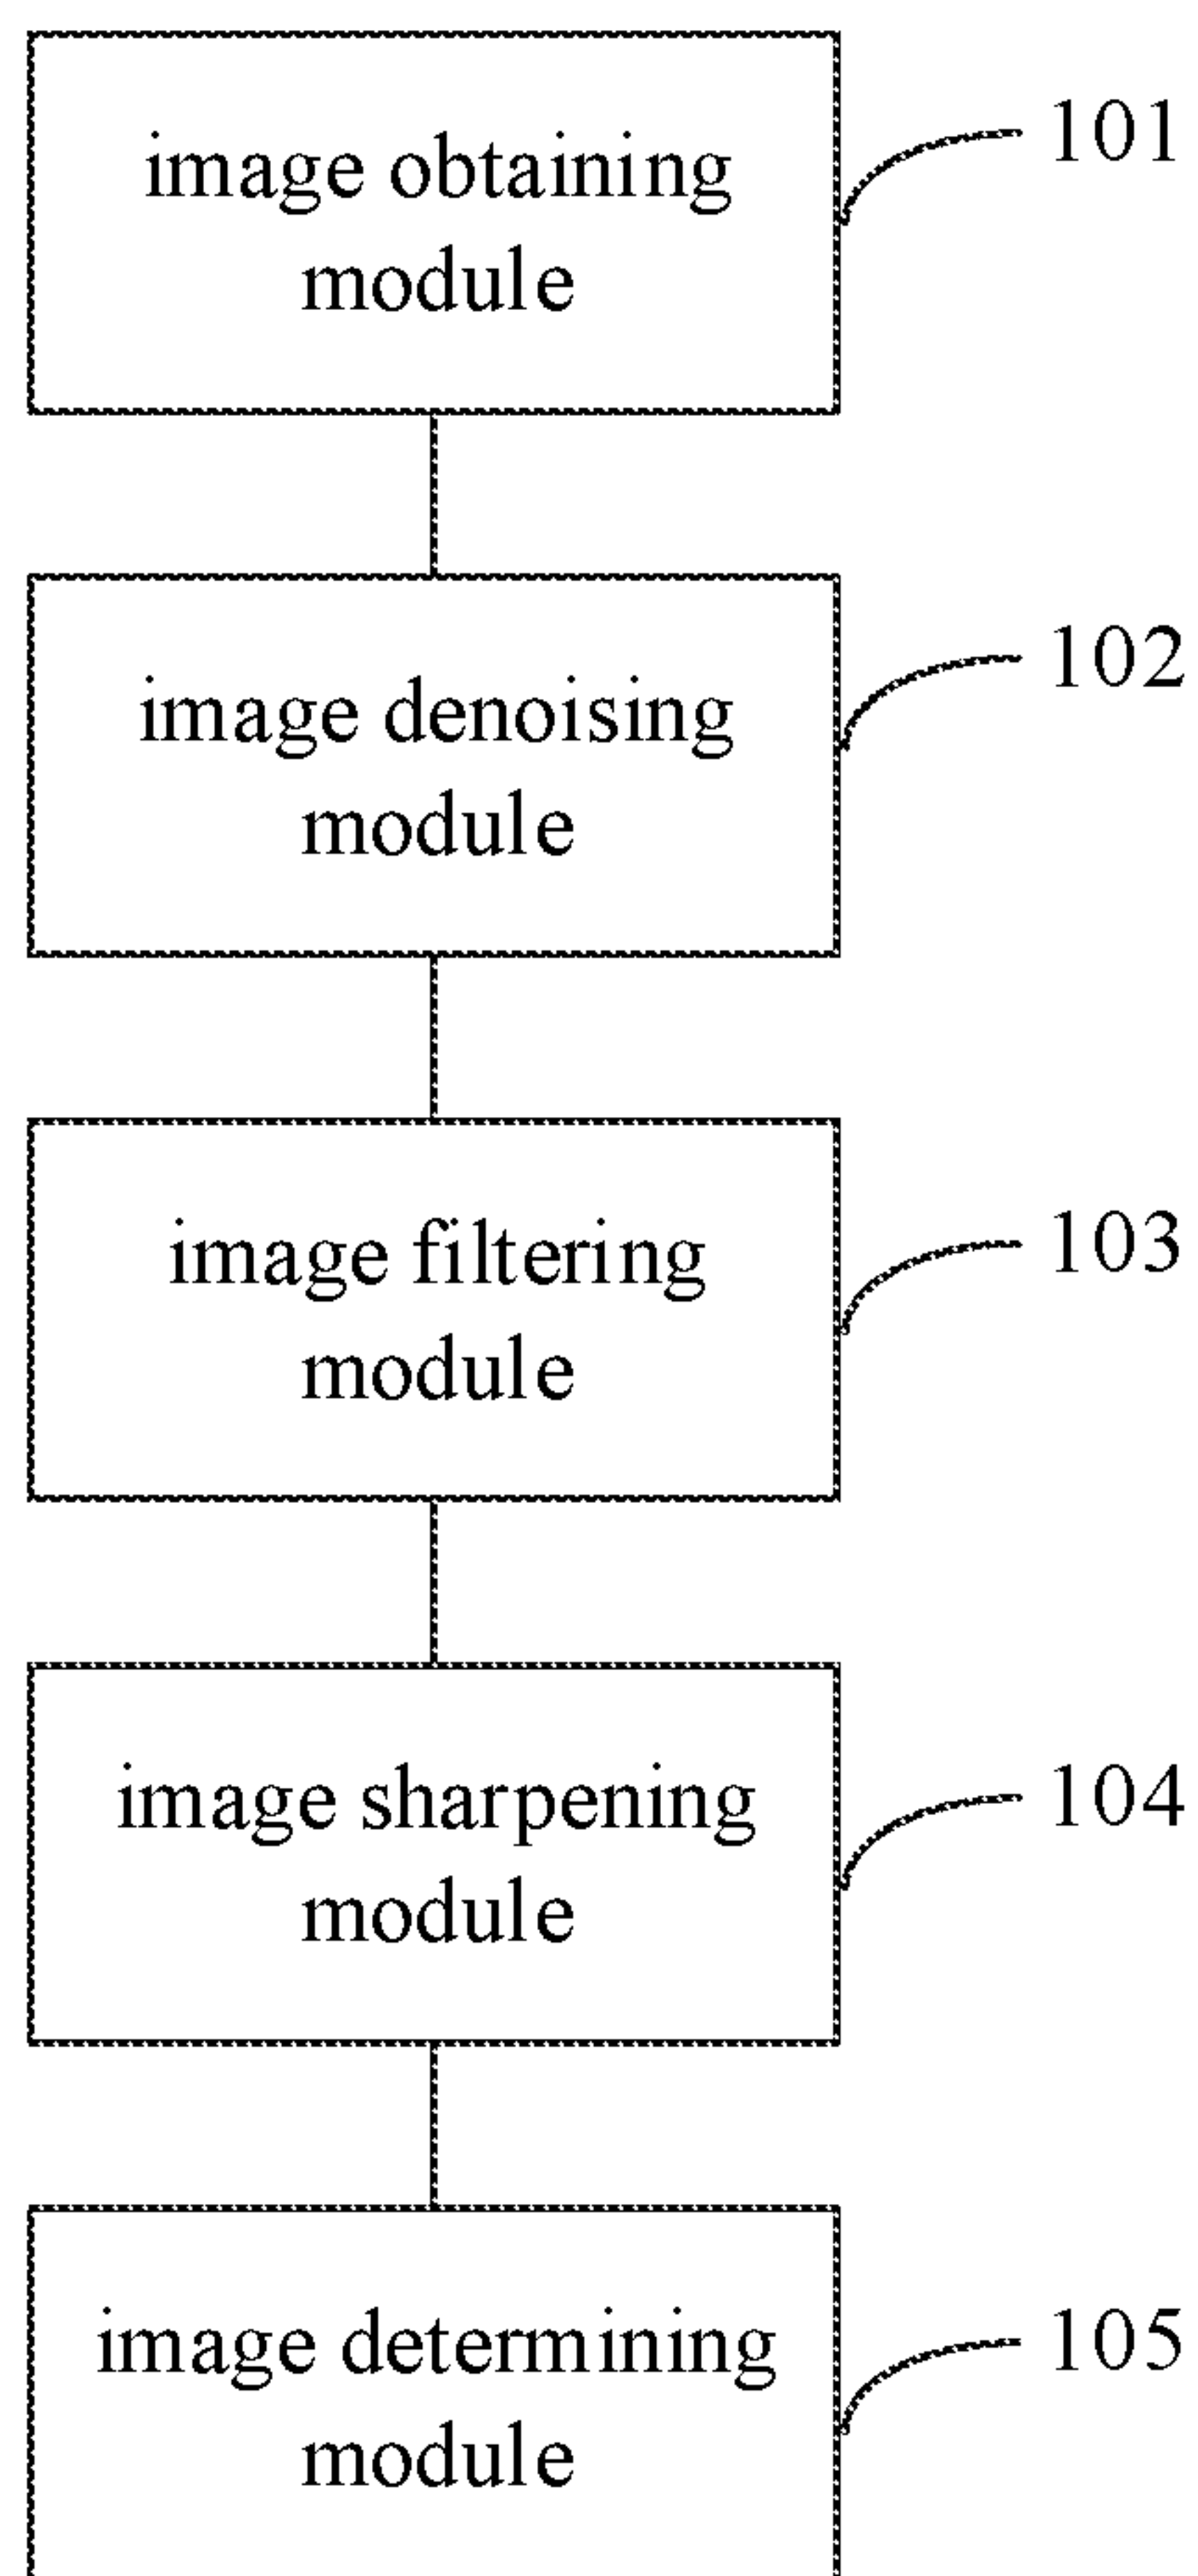 image obtaining
module
101
image denoising
module
102
image filtering
module
103
image sharpening
module
104
image determining
module
105